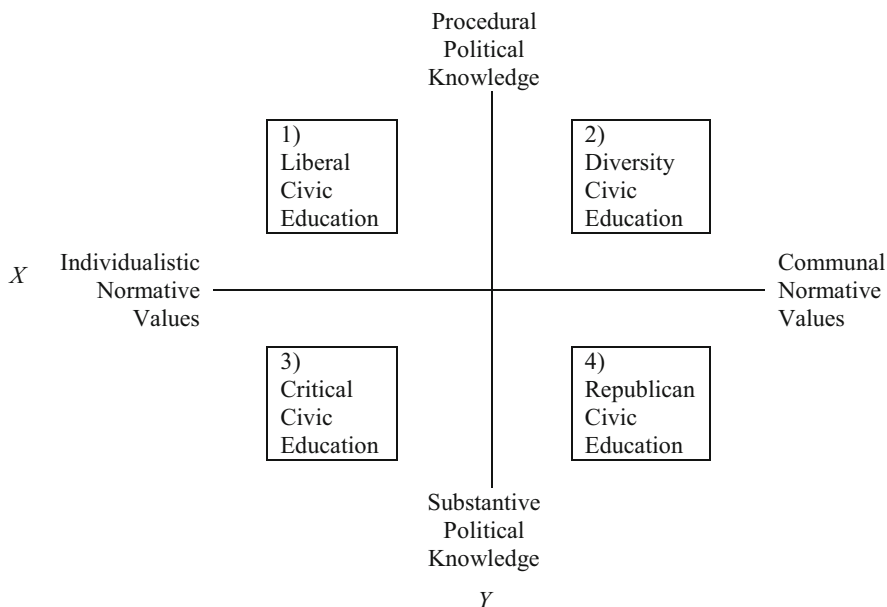 Procedural
Political
Knowledge
1)
Liberal
Civic
Education
2)
Diversity
Civic
Education
X
Individualistic
Normative
Values
Communal
Normative
Values
3)
Critical
Civic
Education
4)
Republican
Civic
Education
Substantive
Political
Knowledge
Y